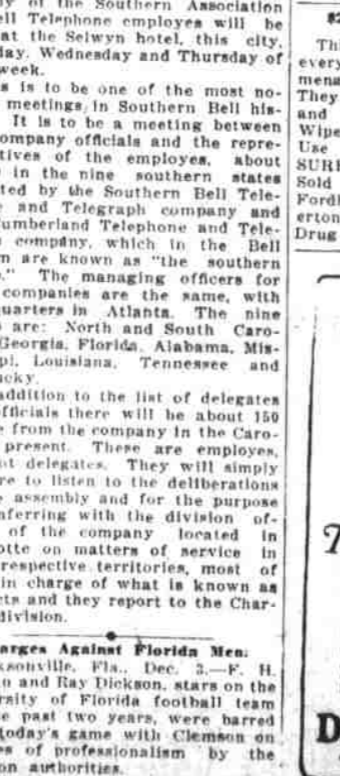 of the Southern Association
ell Telephone employes will be
at the Selwyn hotel, this city,
day, Wednesday and Thursday of
week.
s is to be one of the most no-
meetings in Southern Bell his-
It is to be a meeting between
ompany officials and the repre-
tives of the employes, about
in the nine southern states
ted by the Southern Bell Tele-
and Telegraph company and
umberland Telephone and Tele-
company, which in the Bell
m are known as "the southern
." The managing officers for
companies are the same, with
uarters in Atlanta. The nine
are: North and South Caro-
Georgia, Florida, Alabama, Mis-
pi, Louisiana, Tennessee and
ucky.
addition to the list of delegates
officials there will be about 150
from the company in the Caro-
present. These are employes,
ot delegates. They will simply
re to listen to the deliberations
assembly and for the purpose
nferring with the division of-
of the company located in
otte on matters of service in
respective territories, most of
in charge of what is known as
cts and they report to the Char-
division.
arges Against Florida Men.
ksonville, Fla., Dec. 3.—F. H.
n and Ray Dickson, stars on the
rsity of Florida football team
e past two years, were barred
today's game with Clemson on
es of professionalism by the
on authorities.
Thi
every
mena
They
and
Wipe
Use
SURE
Sold
Fordh
erton
Drug
D